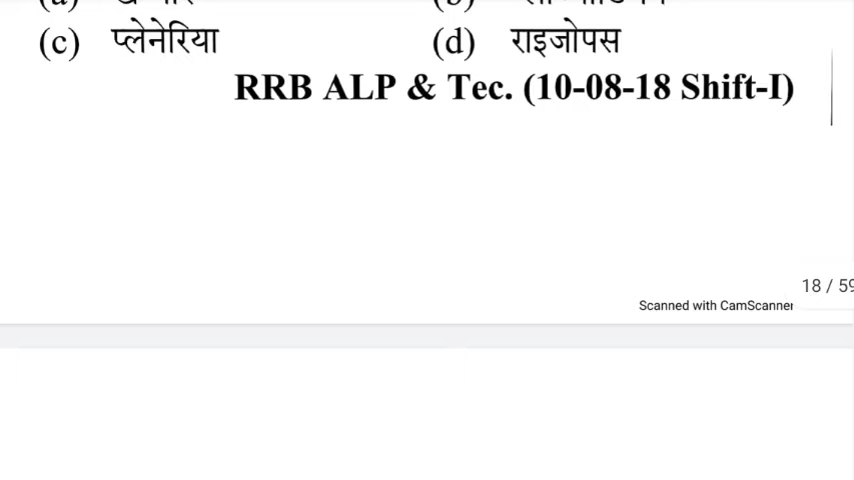 (c) प्लेनेरिया (d) राइजोपस
RRB ALP & Tec. (10-08-18 Shift-I)
18 / 59
Scanned with CamScanner